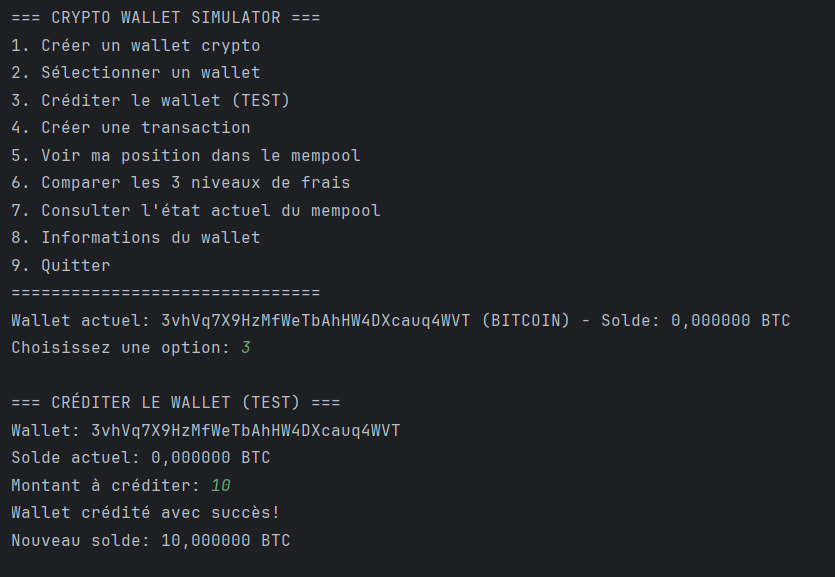 === CRYPTO WALLET SIMULATOR ===
1. Créer un wallet crypto
2. Sélectionner un wallet
3. Créditer le wallet (TEST)
4. Créer une transaction
5. Voir ma position dans le mempool
6. Comparer les 3 niveaux de frais
7. Consulter l'état actuel du mempool
8. Informations du wallet
9. Quitter
===============================
Wallet actuel: 3vhVq7X9HzMfWeTbAhHW4DXcauq4WVT (BITCOIN) - Solde: 0,000000 BTC
Choisissez une option: 3
=== CRÉDITER LE WALLET (TEST) ===
Wallet: 3vhVq7X9HzMfWeTbAhHW4DXcauq4WVT
Solde actuel: 0,000000 BTC
Montant à créditer: 10
Wallet crédité avec succès!
Nouveau solde: 10,000000 BTC